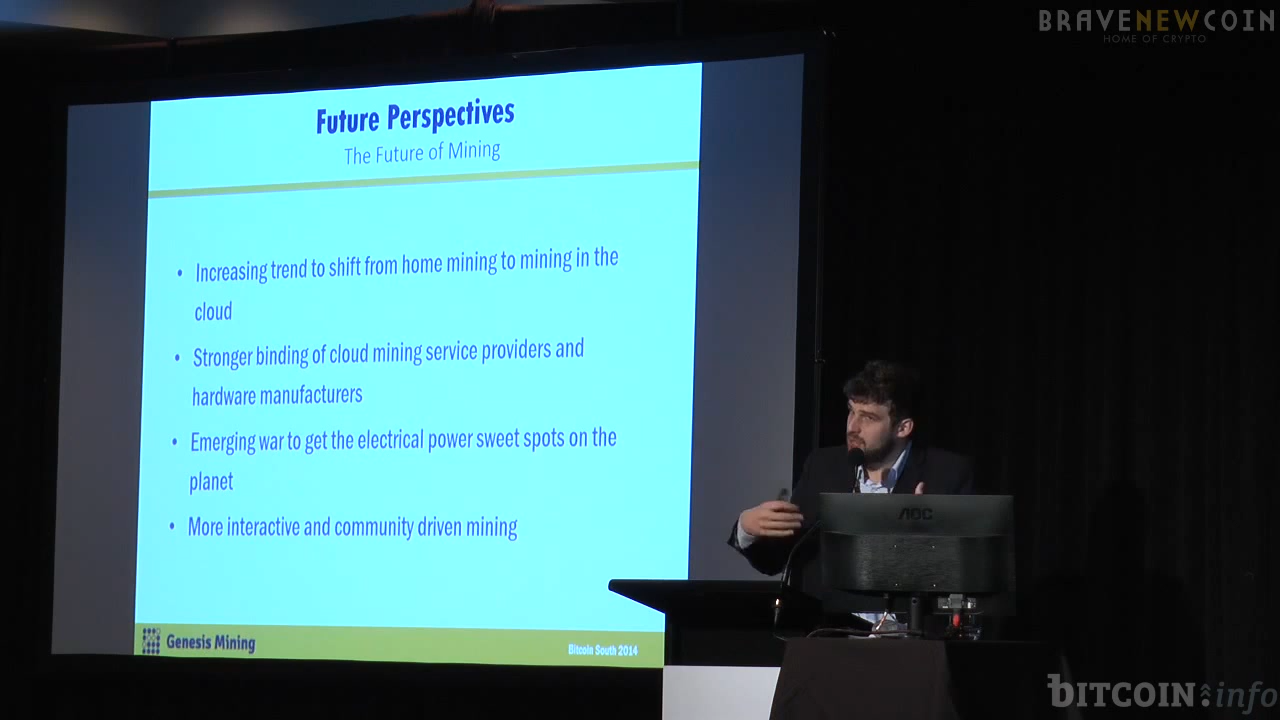 BRAVENEWCOIN
HOME OF CRYPTO
Future Perspectives
The Future of Mining
• Increasing trend to shift from home mining to mining in the
cloud
• Stronger binding of cloud mining service providers and
hardware manufacturers
• Emerging war to get the electrical power sweet spots on the
planet
• More interactive and community driven mining
Genesis Mining
Bitcoin South 2014
AOC
BITCOIN:info